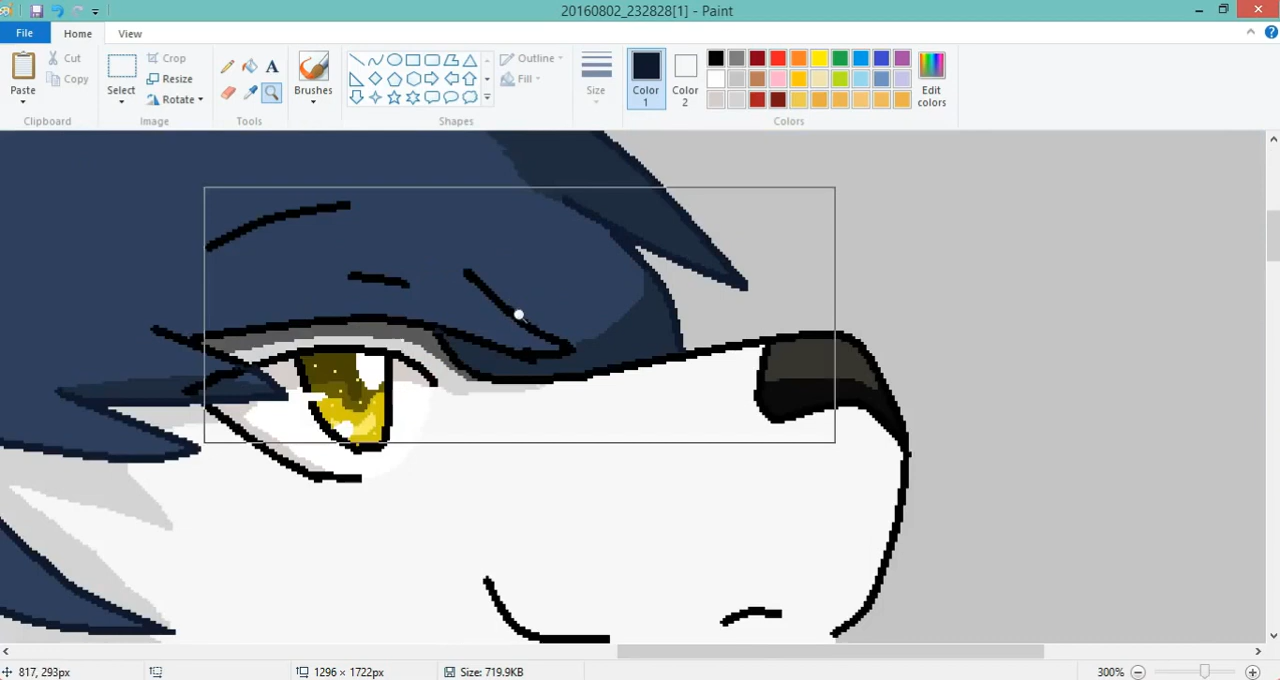 20160802_232828[1] - Paint
File
Home
View
Paste
Cut
Copy
Clipboard
Select
Crop
Resize
Rotate
Image
A
Tools
Brushes
Shapes
Outline
Fill
Size
Color 1
Color 2
Edit colors
Colors
817, 293px
1296 × 1722px
Size: 719.9KB
300%